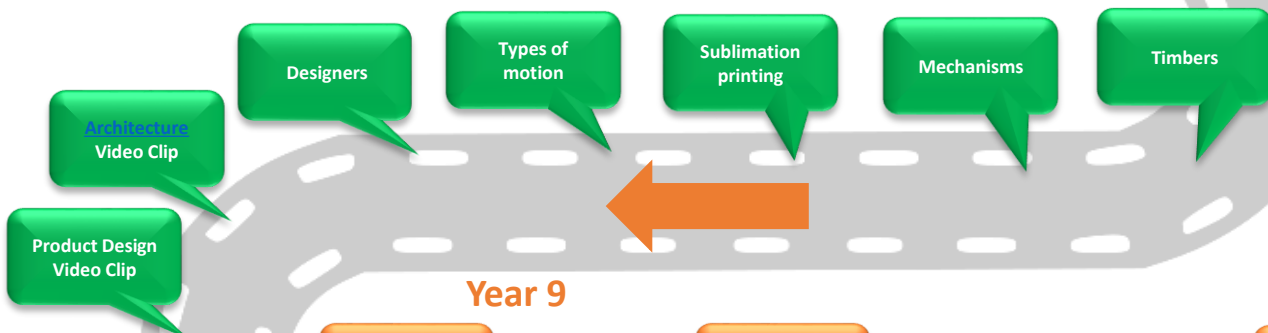 Designers
Types of
motion
Sublimation
printing
Mechanisms
Timbers
Architecture
Video Clip
Product Design
Video Clip
Year 9